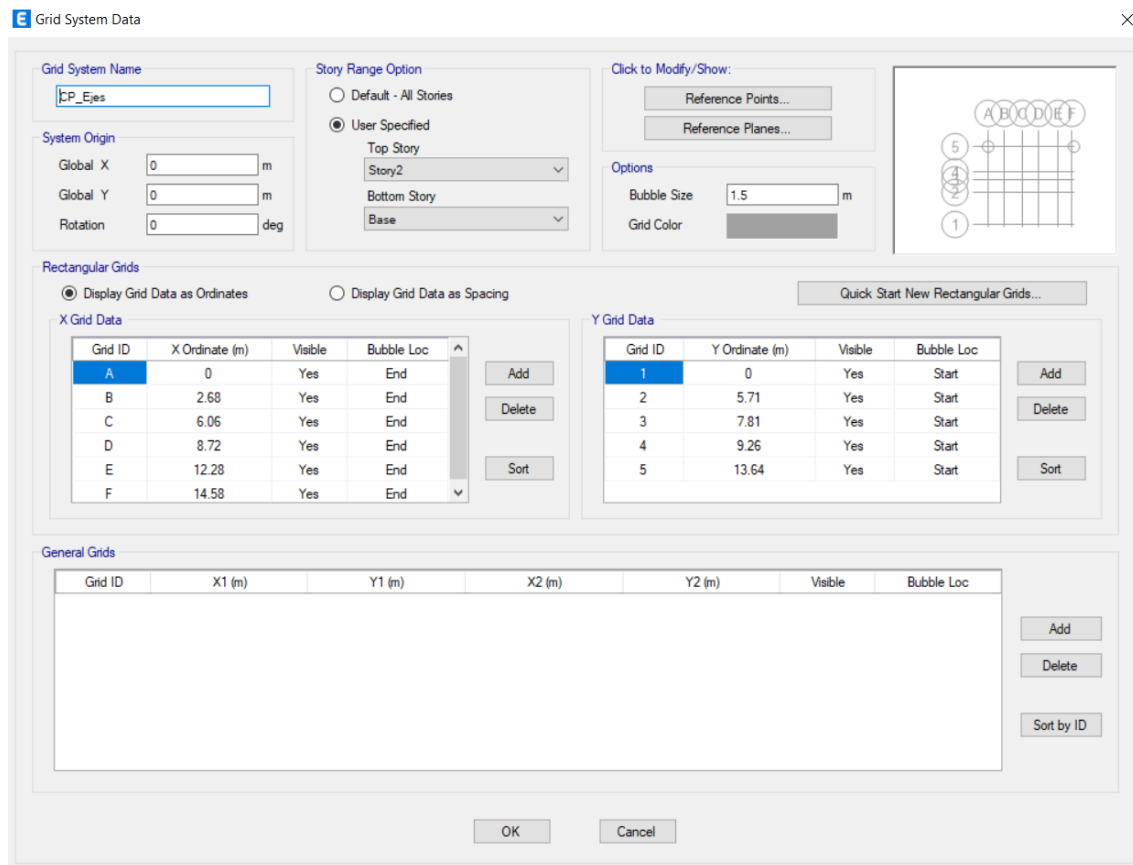 E Grid System Data
Grid System Name
CP_Ejes
System Origin
Global X 0 m
Global Y 0 m
Rotation 0 deg
Story Range Option
Default - All Stories
User Specified
Top Story
Story2
Bottom Story
Base
Click to Modify/Show:
Reference Points...
Reference Planes...
Options
Bubble Size 1.5 m
Grid Color
A B C D E F
5
4
2
1
Rectangular Grids
Display Grid Data as Ordinates Display Grid Data as Spacing Quick Start New Rectangular Grids...
X Grid Data
Grid ID X Ordinate (m) Visible Bubble Loc
A 0 Yes End
B 2.68 Yes End
C 6.06 Yes End
D 8.72 Yes End
E 12.28 Yes End
F 14.58 Yes End
Add
Delete
Sort
Y Grid Data
Grid ID Y Ordinate (m) Visible Bubble Loc
1 0 Yes Start
2 5.71 Yes Start
3 7.81 Yes Start
4 9.26 Yes Start
5 13.64 Yes Start
Add
Delete
Sort
General Grids
Grid ID X1 (m) Y1 (m) X2 (m) Y2 (m) Visible Bubble Loc
Add
Delete
Sort by ID
OK Cancel